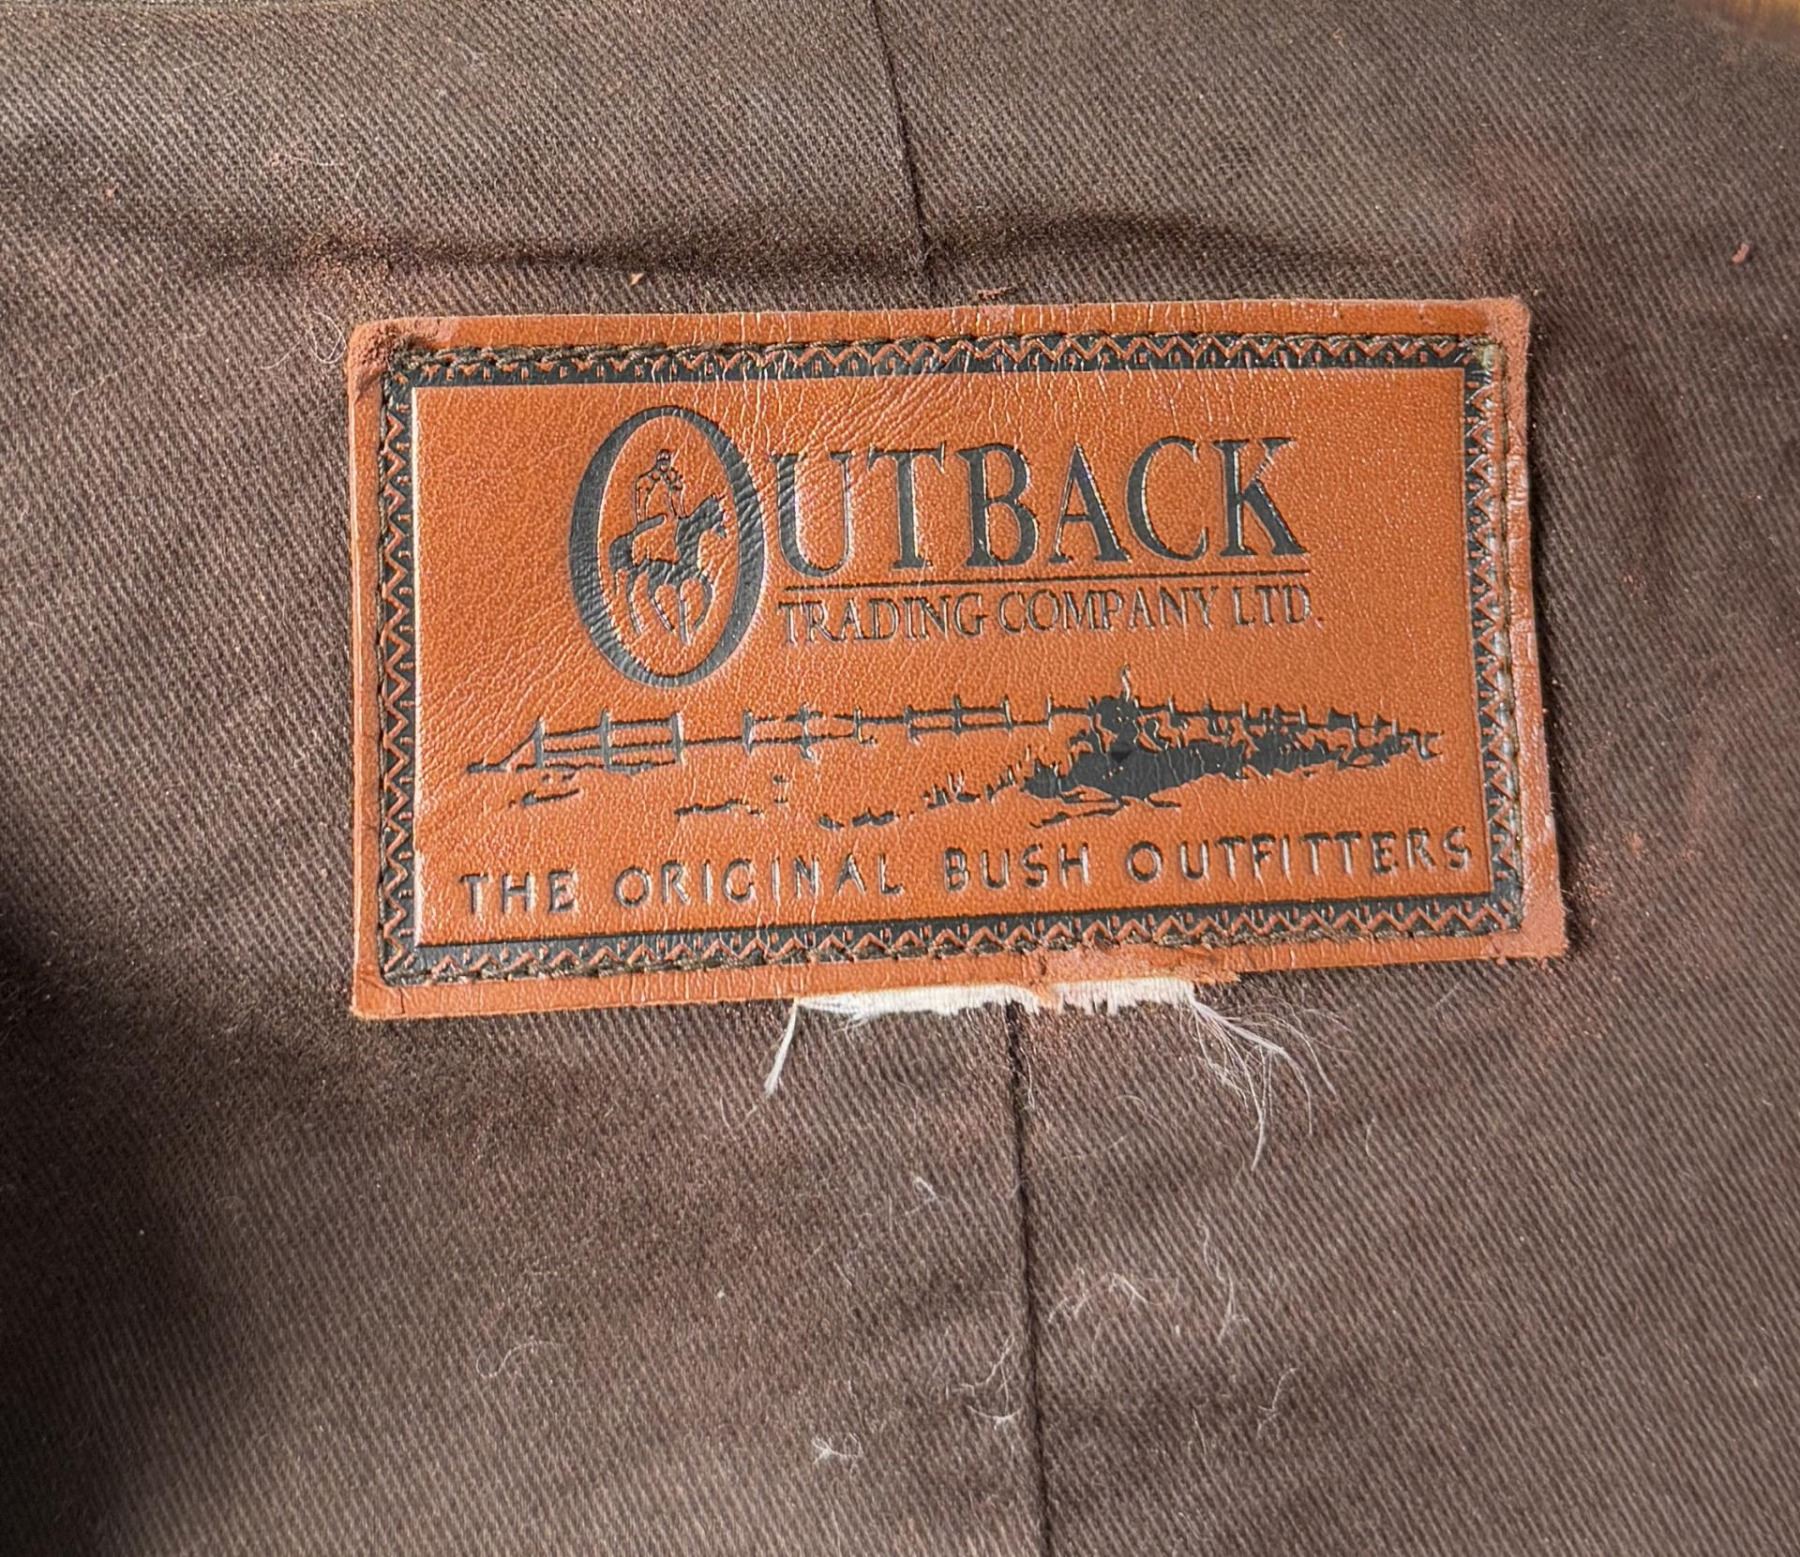 OUTBACK
TRADING COMPANY LTD.
THE ORIGINAL BUSH OUTFITTERS